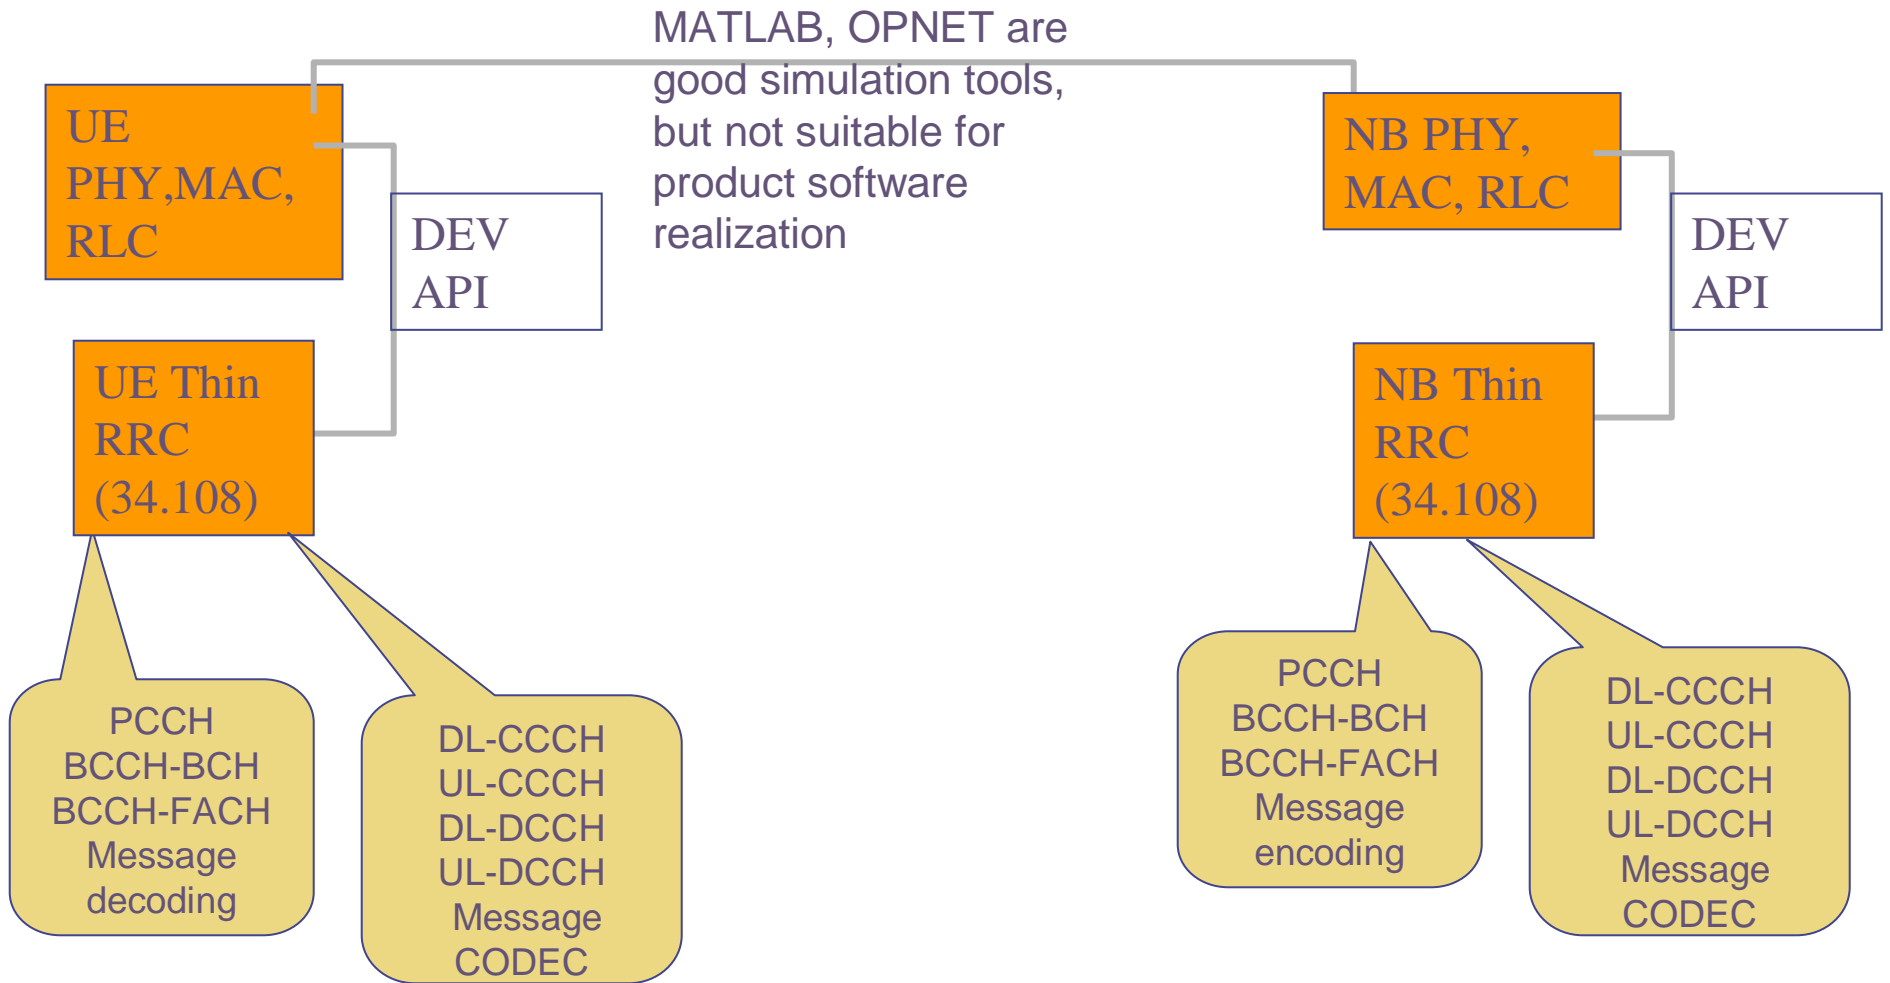 MATLAB, OPNET are
good simulation tools,
but not suitable for
product software
realization
UE
PHY,MAC,
RLC
DEV
API
UE Thin
RRC
(34.108)
PCCH
BCCH-BCH
BCCH-FACH
Message
decoding
DL-CCCH
UL-CCCH
DL-DCCH
UL-DCCH
Message
CODEC
NB PHY,
MAC, RLC
DEV
API
NB Thin
RRC
(34.108)
PCCH
BCCH-BCH
BCCH-FACH
Message
encoding
DL-CCCH
UL-CCCH
DL-DCCH
UL-DCCH
Message
CODEC